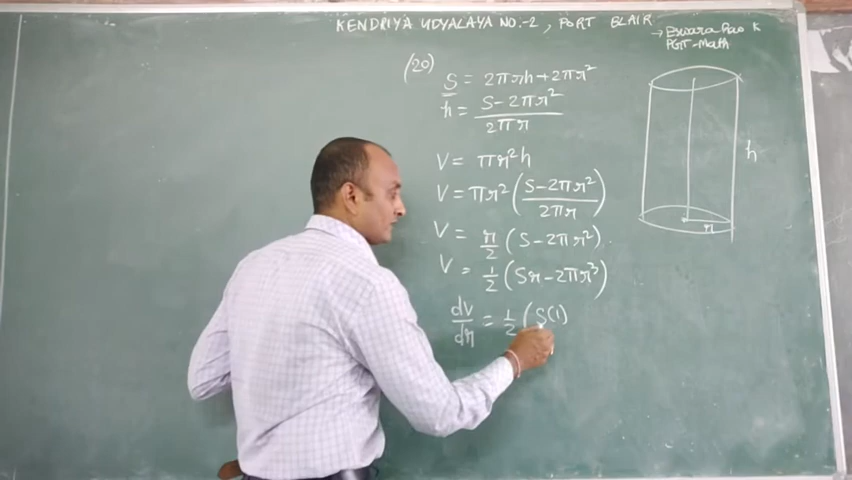 KENDRIYA VIDYALAYA NO:-2, PORT BLAIR
→ Eswara Rao K
PGT-Math
(20) S = 2πrh + 2πr²
h = (S - 2πr²) / 2πr
V = πr²h
V = πr² ((S - 2πr²) / 2πr)
V = r/2 (S - 2πr²)
V = 1/2 (Sr - 2πr³)
dv/dr = 1/2 (S(1)
h
r